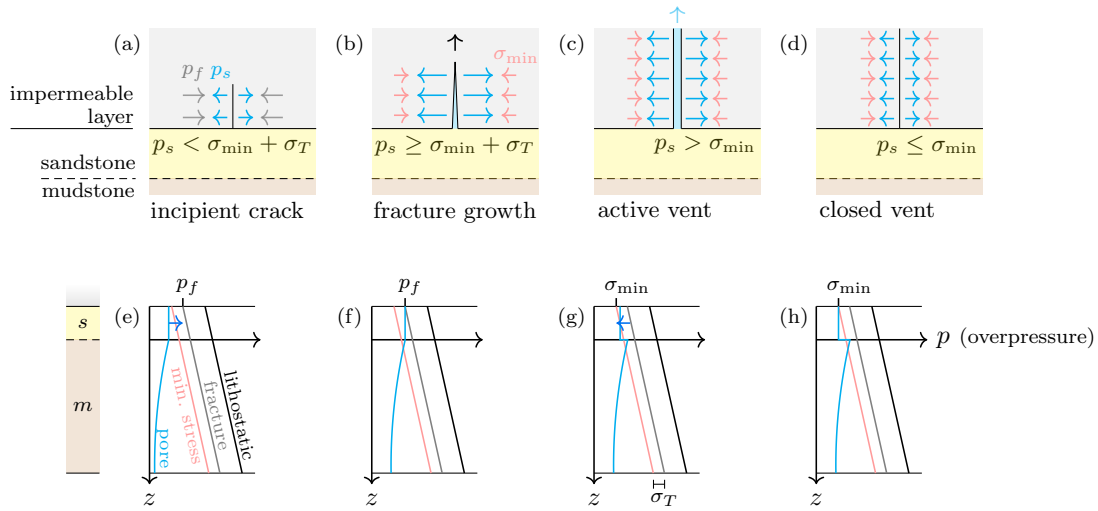 (a)
(b)
(c)
(d)
p_f p_s
σ_min
impermeable
layer
p_s < σ_min + σ_T
p_s ≥ σ_min + σ_T
p_s > σ_min
p_s ≤ σ_min
sandstone
mudstone
incipient crack
fracture growth
active vent
closed vent
p_f
p_f
σ_min
σ_min
(e)
(f)
(g)
(h)
s
p (overpressure)
m
pore
min. stress
fracture
lithostatic
σ_T
z
z
z
z